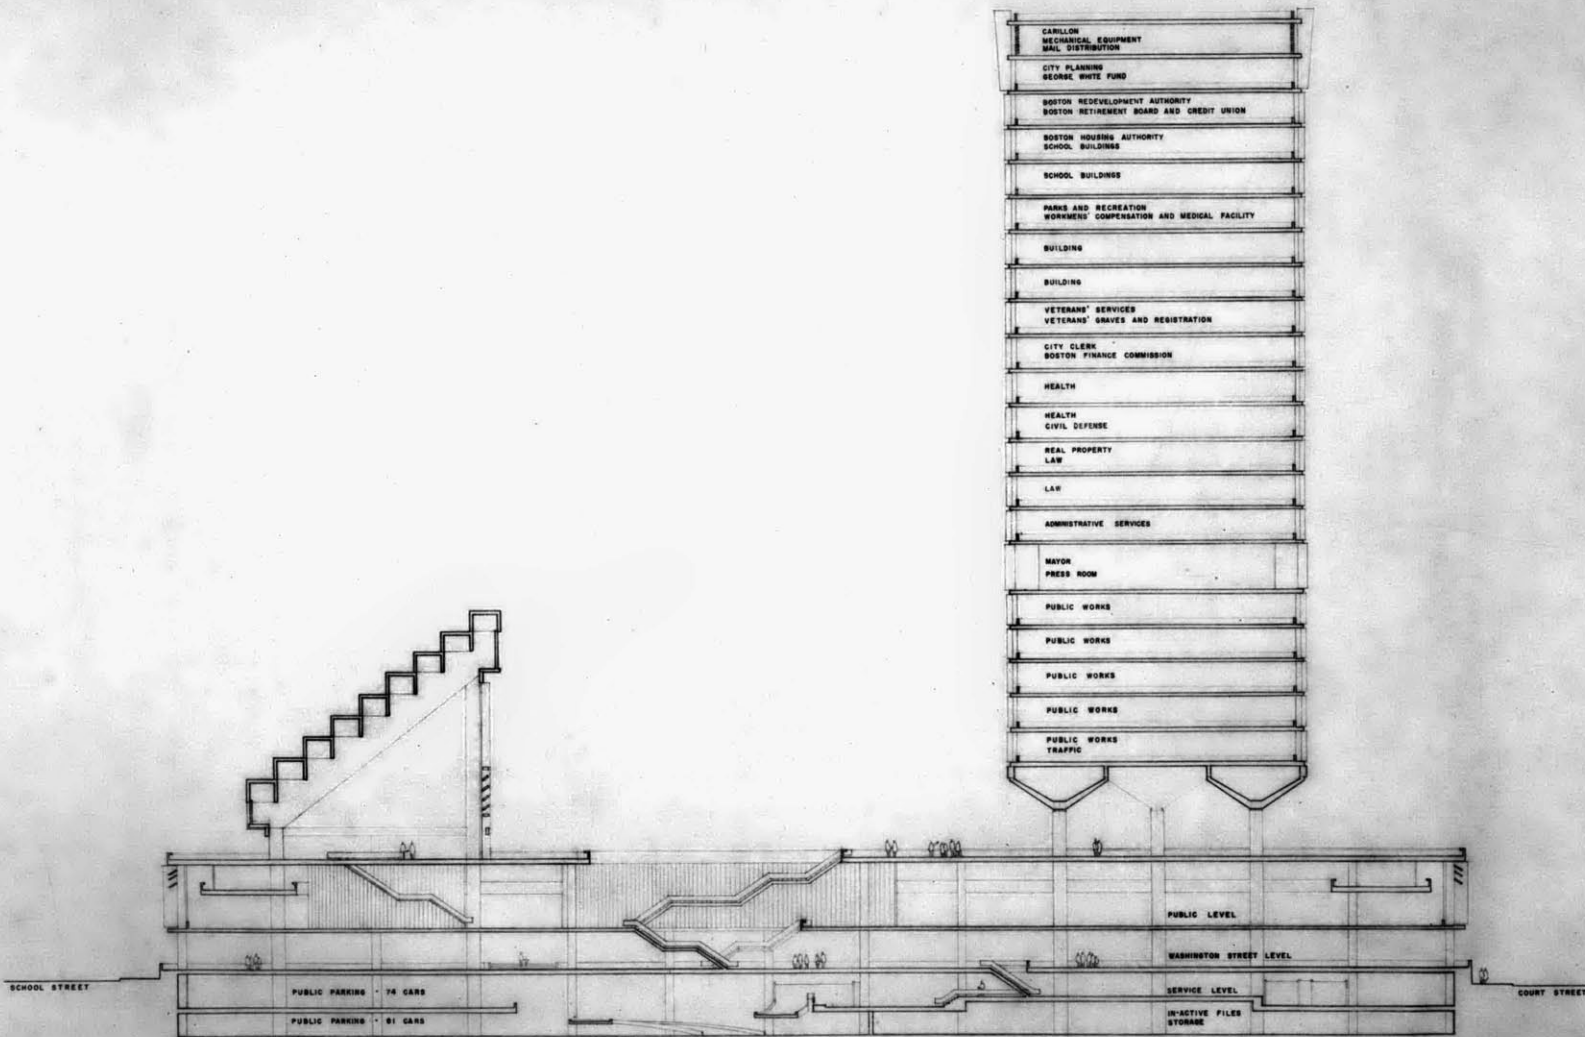 CARILLON
MECHANICAL EQUIPMENT
MAIL DISTRIBUTION
CITY PLANNING
GEORGE WHITE FUND
BOSTON REDEVELOPMENT AUTHORITY
BOSTON RETIREMENT BOARD AND CREDIT UNION
BOSTON HOUSING AUTHORITY
SCHOOL BUILDINGS
SCHOOL BUILDINGS
PARKS AND RECREATION
WORKMENS' COMPENSATION AND MEDICAL FACILITY
BUILDING
BUILDING
VETERANS' SERVICES
VETERANS' GRAVES AND REGISTRATION
CITY CLERK
BOSTON FINANCE COMMISSION
HEALTH
HEALTH
CIVIL DEFENSE
REAL PROPERTY
LAW
LAW
ADMINISTRATIVE SERVICES
MAYOR
PRESS ROOM
PUBLIC WORKS
PUBLIC WORKS
PUBLIC WORKS
PUBLIC WORKS
PUBLIC WORKS
TRAFFIC
PUBLIC LEVEL
WASHINGTON STREET LEVEL
SCHOOL STREET
PUBLIC PARKING - 74 CARS
SERVICE LEVEL
COURT STREET
PUBLIC PARKING - 81 CARS
IN-ACTIVE FILES
STORAGE